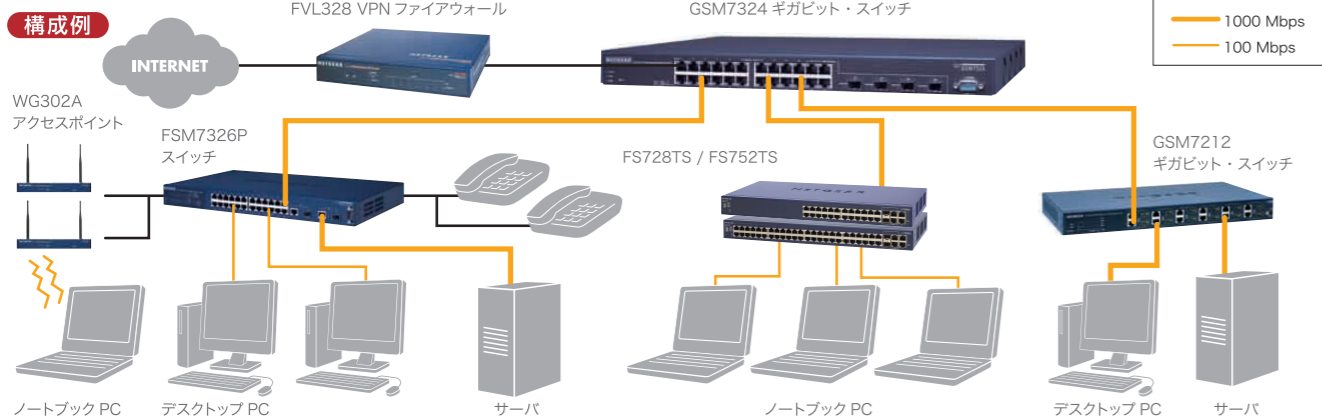 構成例
FVL328 VPN ファイアウォール
GSM7324 ギガビット・スイッチ
1000 Mbps
100 Mbps
INTERNET
WG302A
アクセスポイント
FSM7326P
スイッチ
FS728TS / FS752TS
GSM7212
ギガビット・スイッチ
NETGEAR
ノートブック PC
デスクトップ PC
サーバ
ノートブック PC
デスクトップ PC
サーバ